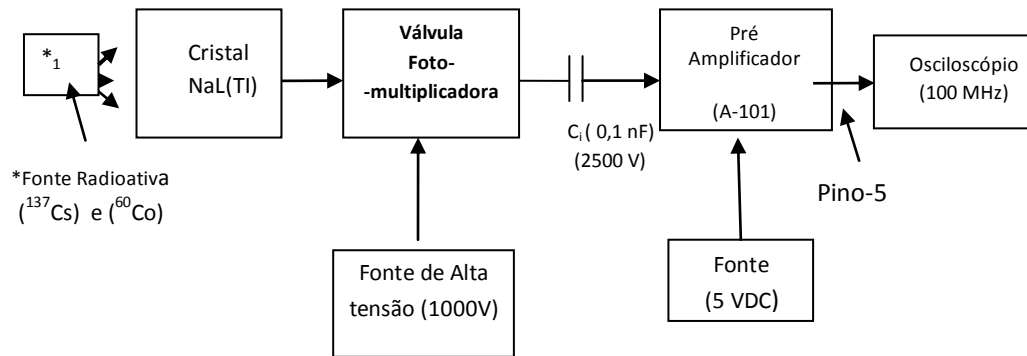 *1
Cristal
NaL(TI)
Válvula
Foto-
-multiplicadora
Pré
Amplificador
(A-101)
Osciloscópio
(100 MHz)
Ci ( 0,1 nF)
(2500 V)
Pino-5
*Fonte Radioativa
(137Cs) e (60Co)
Fonte de Alta
tensão (1000V)
Fonte
(5 VDC)